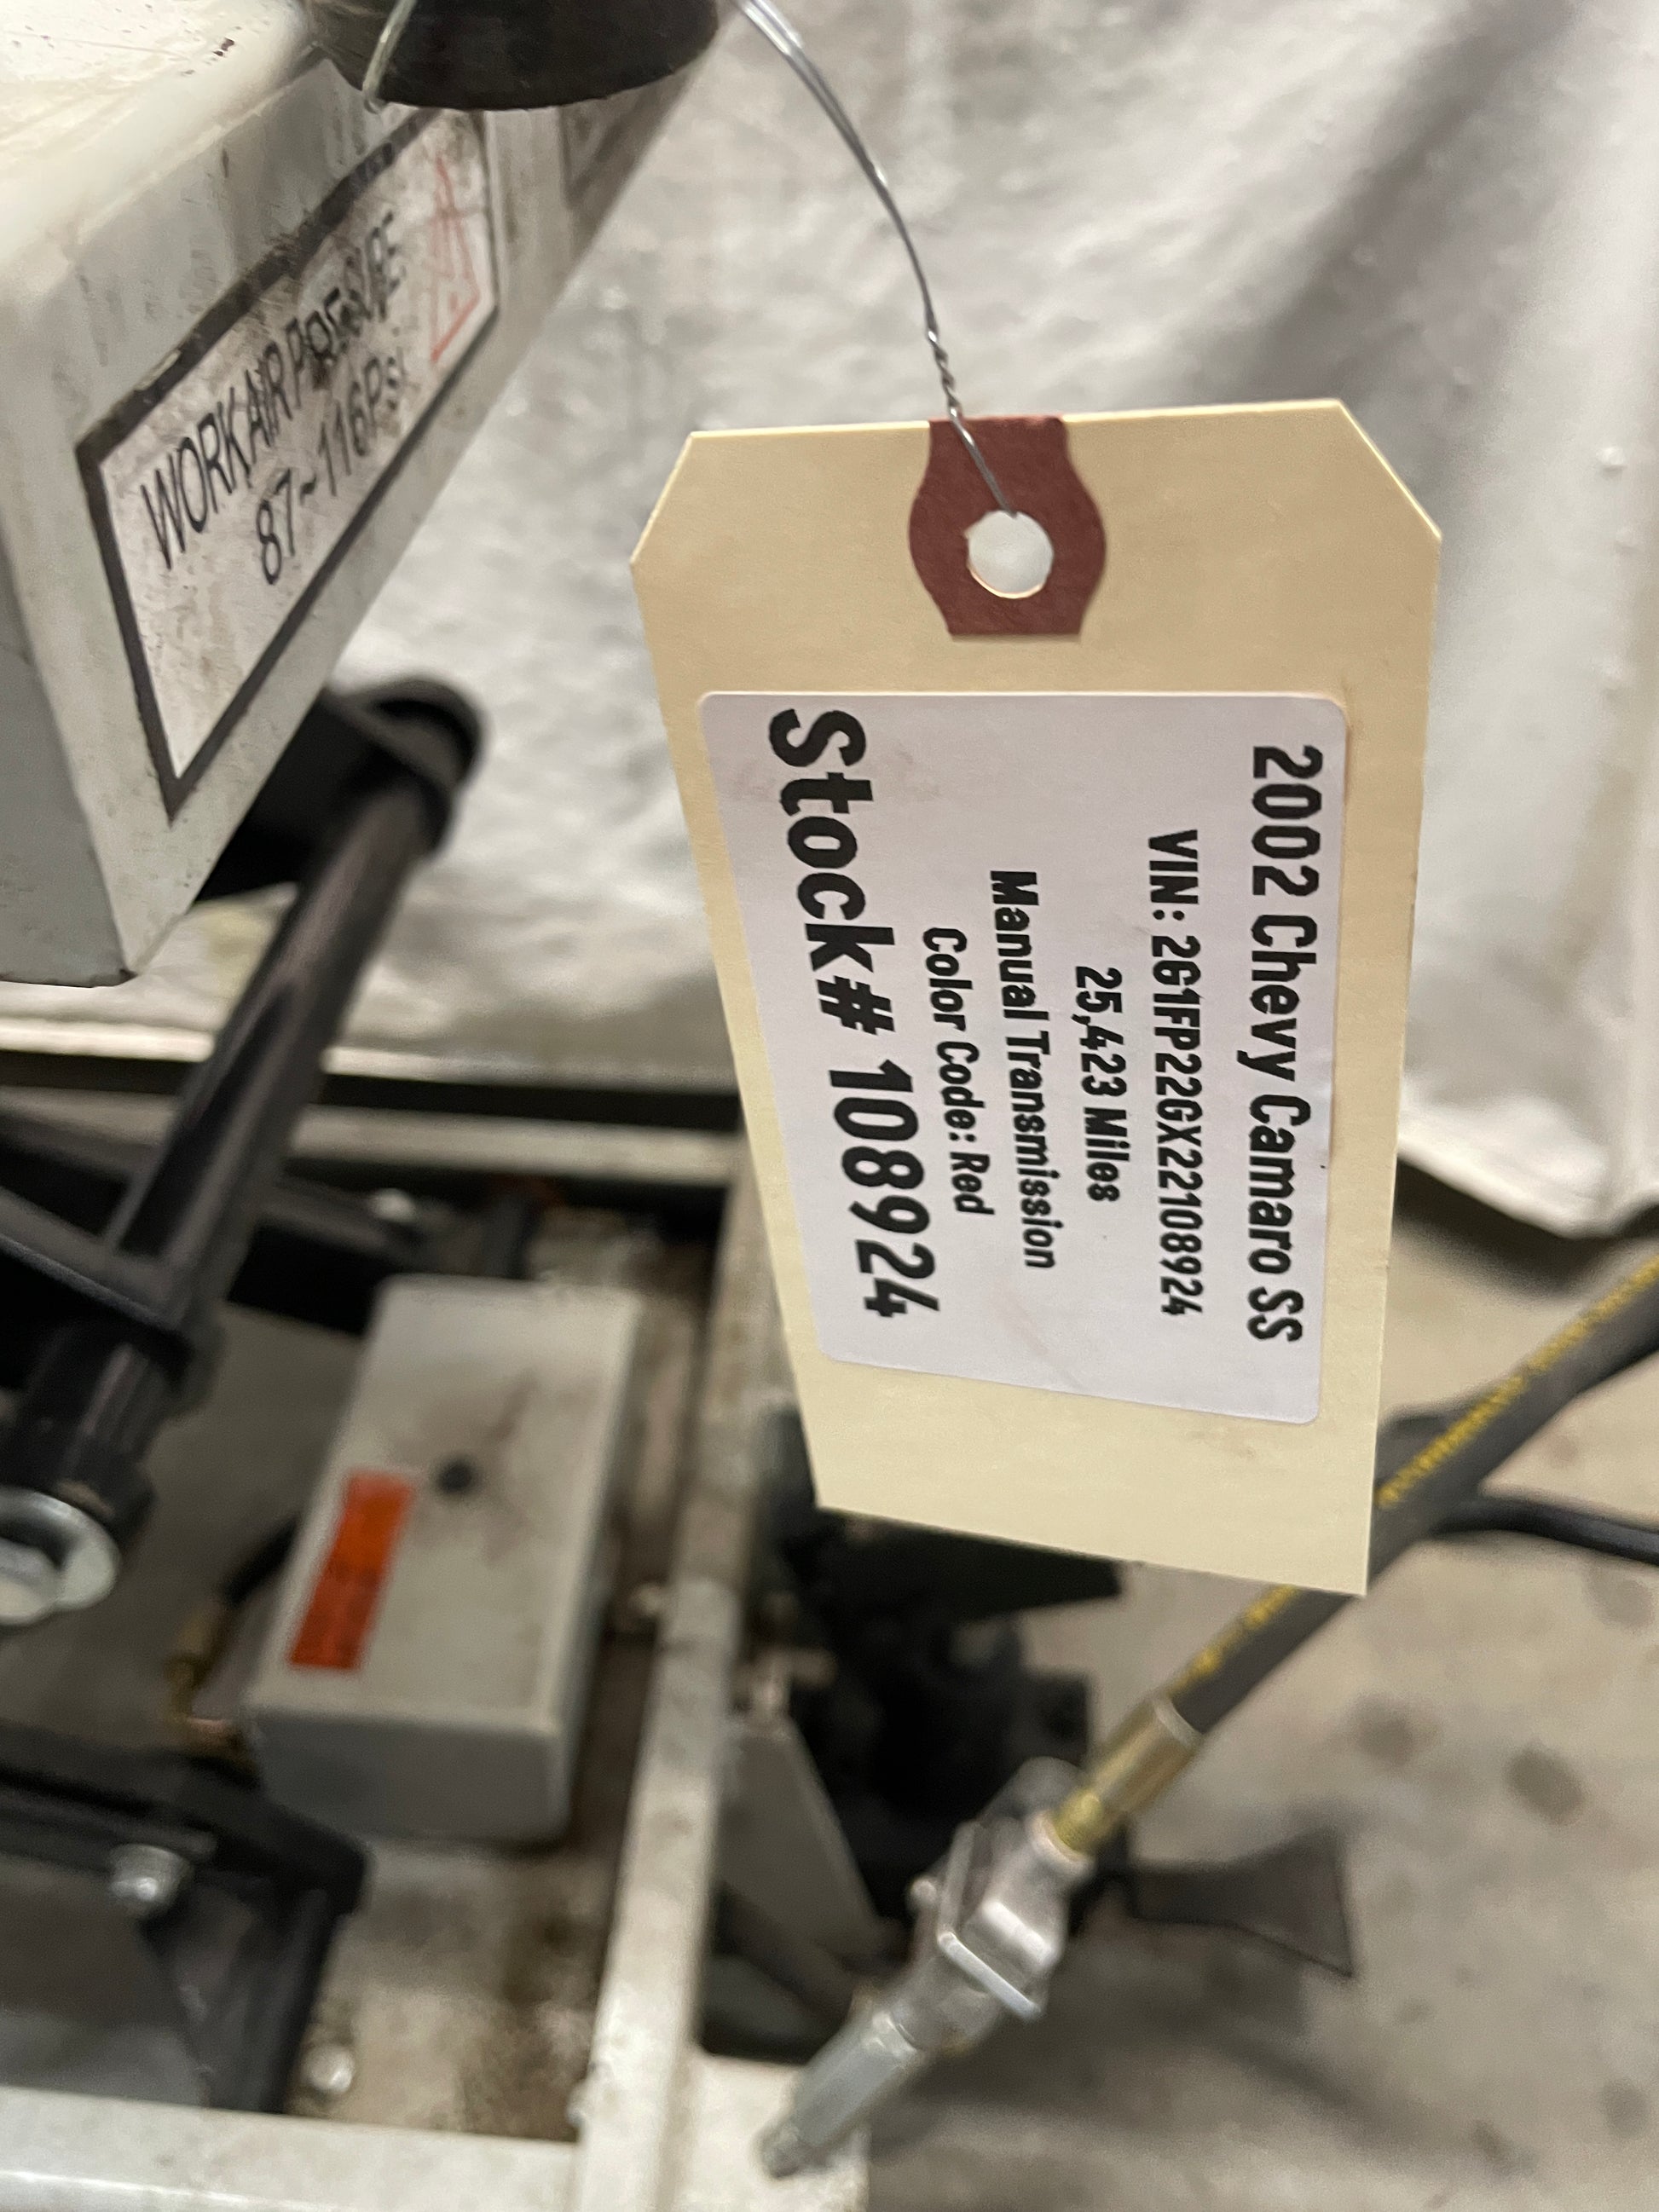 2002 Chevy Camaro SS
VIN: 2G1FP22GX22108924
25,423 Miles
Manual Transmission
Color Code: Red
Stock# 108924
WORK AIR PRESSURE
87~116Psi